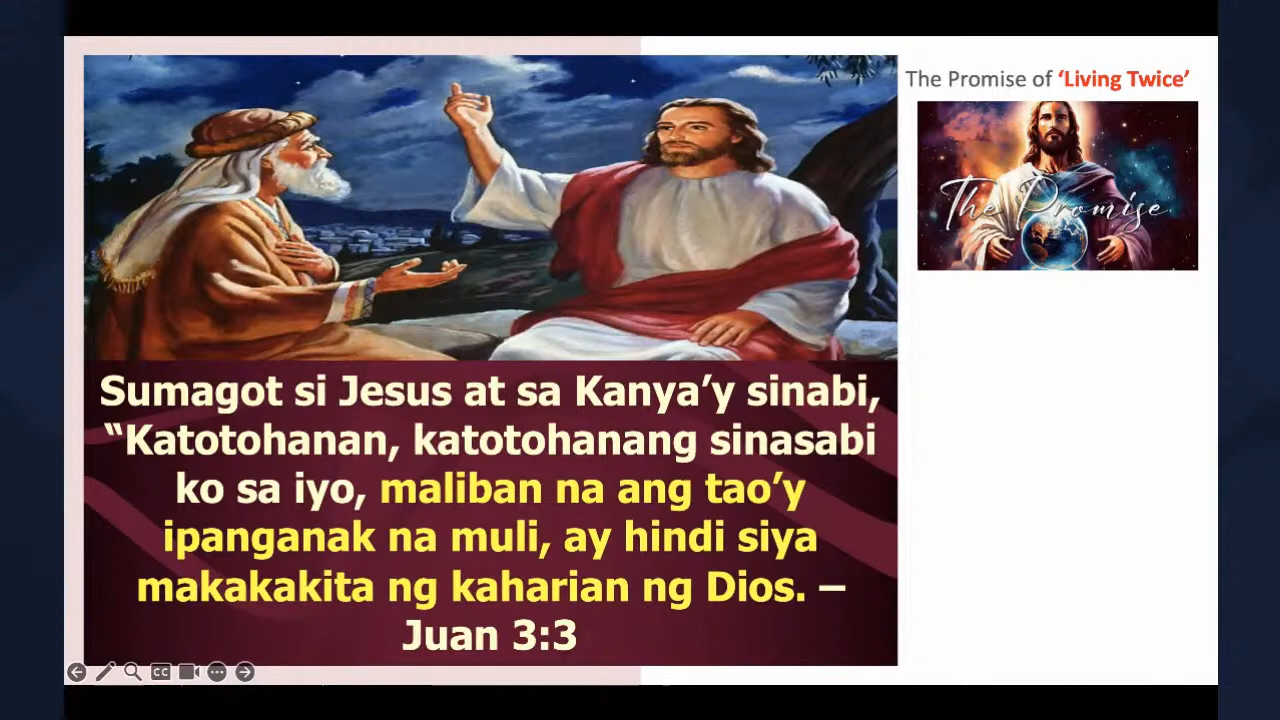 Sumagot si Jesus at sa Kanya’y sinabi,
“Katotohanan, katotohanang sinasabi
ko sa iyo, maliban na ang tao’y
ipanganak na muli, ay hindi siya
makakakita ng kaharian ng Dios. –
Juan 3:3
The Promise of ‘Living Twice’
The Promise
CC